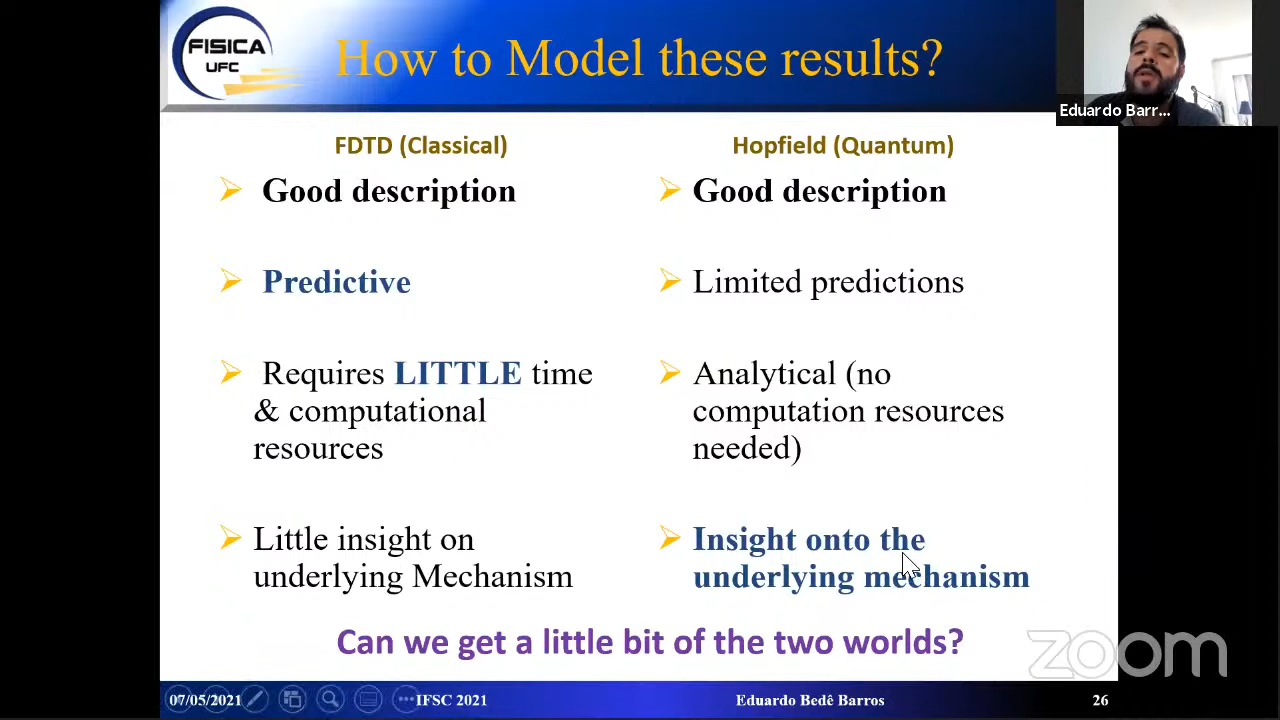 FISICA
UFC
How to Model these results?
Eduardo Barr...
FDTD (Classical)
Good description
Predictive
Requires LITTLE time
& computational
resources
Little insight on
underlying Mechanism
Hopfield (Quantum)
Good description
Limited predictions
Analytical (no
computation resources
needed)
Insight onto the
underlying mechanism
Can we get a little bit of the two worlds?
zoom
07/05/2021
IFSC 2021
Eduardo Bedê Barros
26